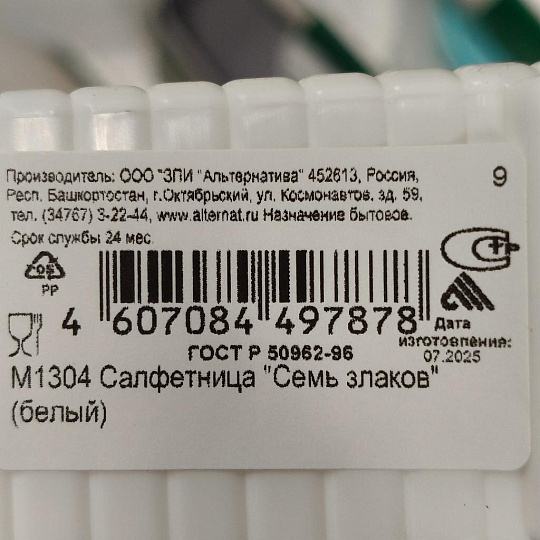 Производитель: ООО "ЗПИ "Альтернатива" 452613, Россия,
9
Респ. Башкортостан, г.Октябрьский, ул. Космонавтов. зд. 59,
тел. (34767) 3-22-44, www.alternat.ru Назначение бытовое.
Срок службы 24 мес.
05
PP
4 607084 497878
Дата
изготовления:
07.2025
ГОСТ Р 50962-96
М1304 Салфетница "Семь злаков"
(белый)